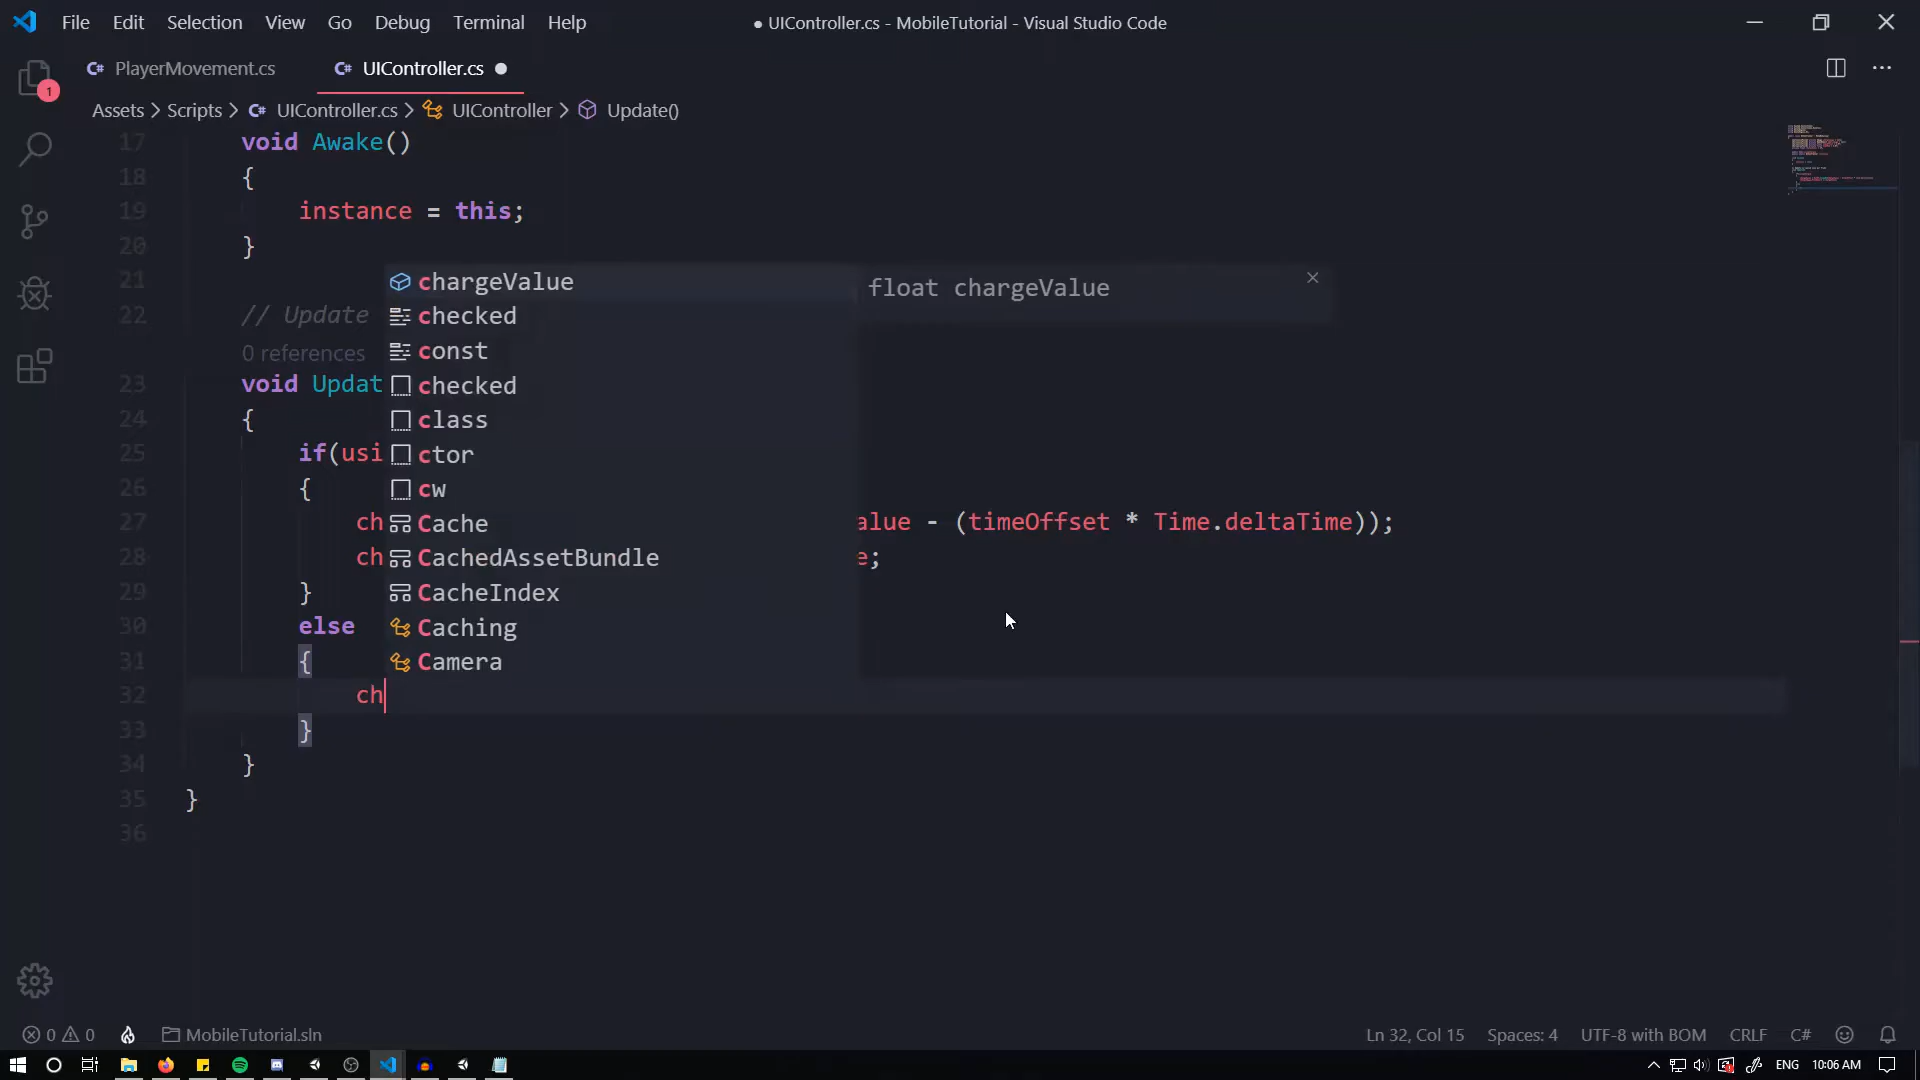 File Edit Selection View Go Debug Terminal Help
● UIController.cs - MobileTutorial - Visual Studio Code
PlayerMovement.cs
UIController.cs ●
1
Assets > Scripts > UIController.cs > UIController > Update()
17 void Awake()
18 {
19 instance = this;
20 }
21
22 // Update
0 references
23 void Updat
24 {
25 if(usi
26 {
27 ch alue - (timeOffset * Time.deltaTime));
28 ch e;
29 }
30 else
31 {
32 ch
33 }
34 }
35 }
36
chargeValue
checked
const
checked
class
ctor
cw
Cache
CachedAssetBundle
CacheIndex
Caching
Camera
float chargeValue
0 0 MobileTutorial.sln
Ln 32, Col 15 Spaces: 4 UTF-8 with BOM CRLF C#
ENG 10:06 AM